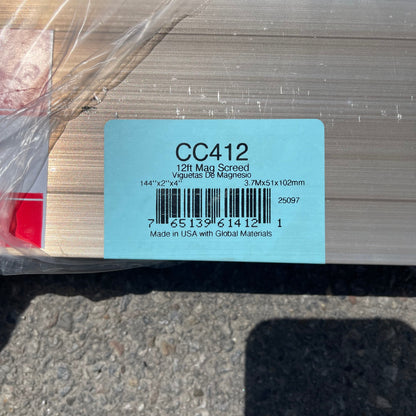 CC412
12ft Mag Screed
Viguetas De Magnesio
144"x2"x4" 3.7Mx51x102mm
25097
7 65139 61412 1
Made in USA with Global Materials